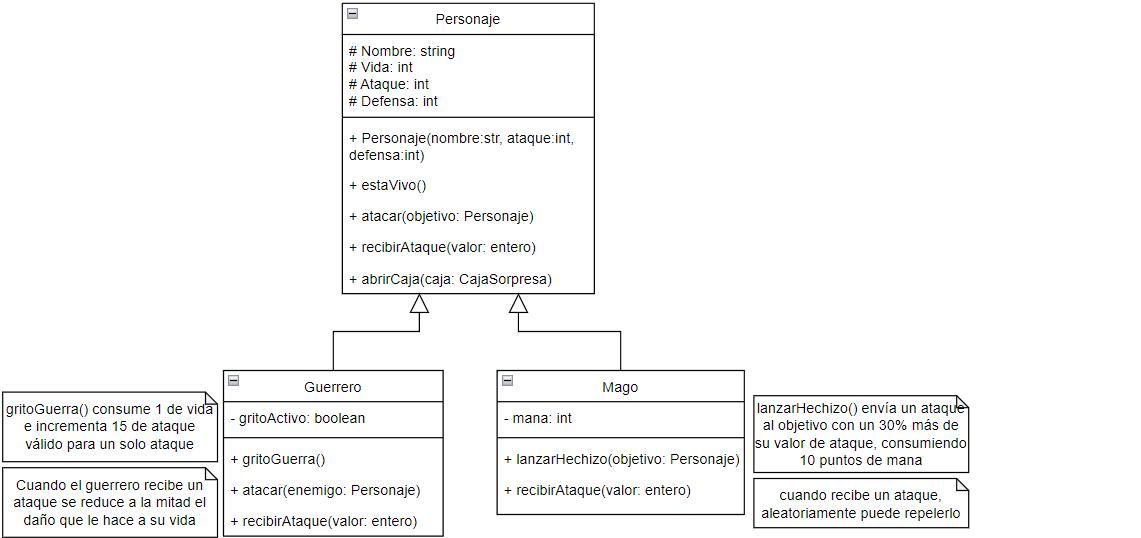 Personaje
# Nombre: string
# Vida: int
# Ataque: int
# Defensa: int
+ Personaje(nombre:str, ataque:int,
defensa:int)
+ estaVivo()
+ atacar(objetivo: Personaje)
+ recibirAtaque(valor: entero)
+ abrirCaja(caja: CajaSorpresa)
gritoGuerra() consume 1 de vida
e incrementa 15 de ataque
válido para un solo ataque
Cuando el guerrero recibe un
ataque se reduce a la mitad el
daño que le hace a su vida
Guerrero
- gritoActivo: boolean
+ gritoGuerra()
+ atacar(enemigo: Personaje)
+ recibirAtaque(valor: entero)
Mago
- mana: int
+ lanzarHechizo(objetivo: Personaje)
+ recibirAtaque(valor: entero)
lanzarHechizo() envía un ataque
al objetivo con un 30% más de
su valor de ataque, consumiendo
10 puntos de mana
cuando recibe un ataque,
aleatoriamente puede repelerlo